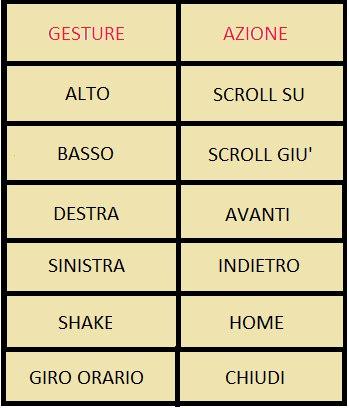 GESTURE AZIONE
ALTO SCROLL SU
BASSO SCROLL GIU'
DESTRA AVANTI
SINISTRA INDIETRO
SHAKE HOME
GIRO ORARIO CHIUDI